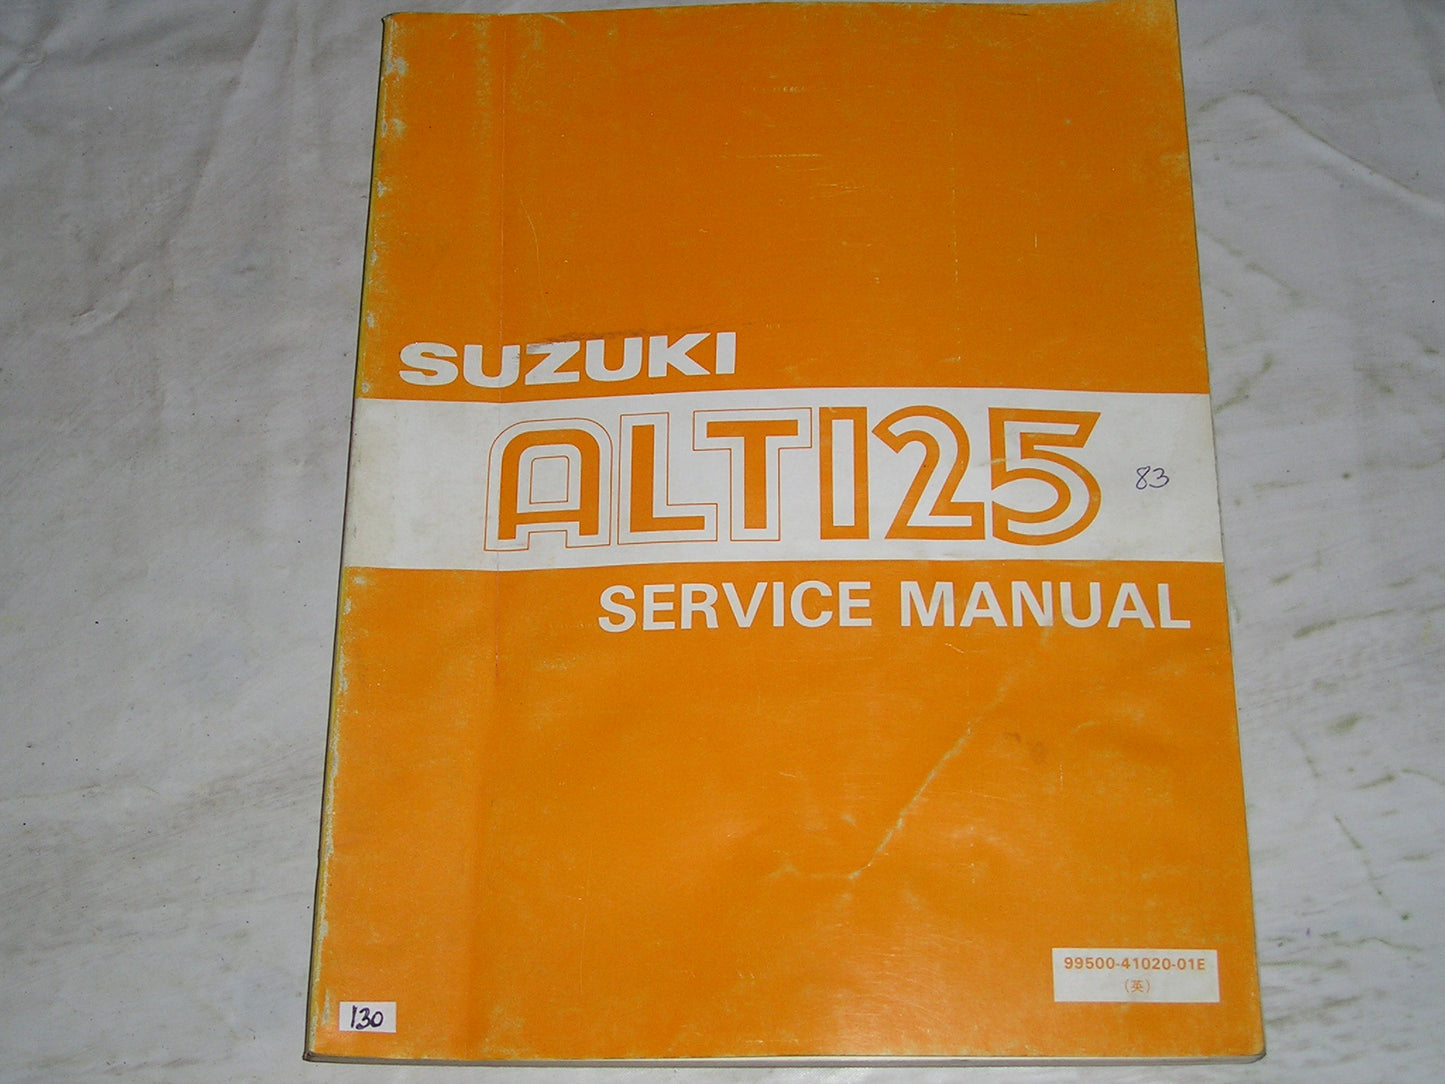 SUZUKI
ALT125
83
SERVICE MANUAL
99500-41020-01E
(英)
130